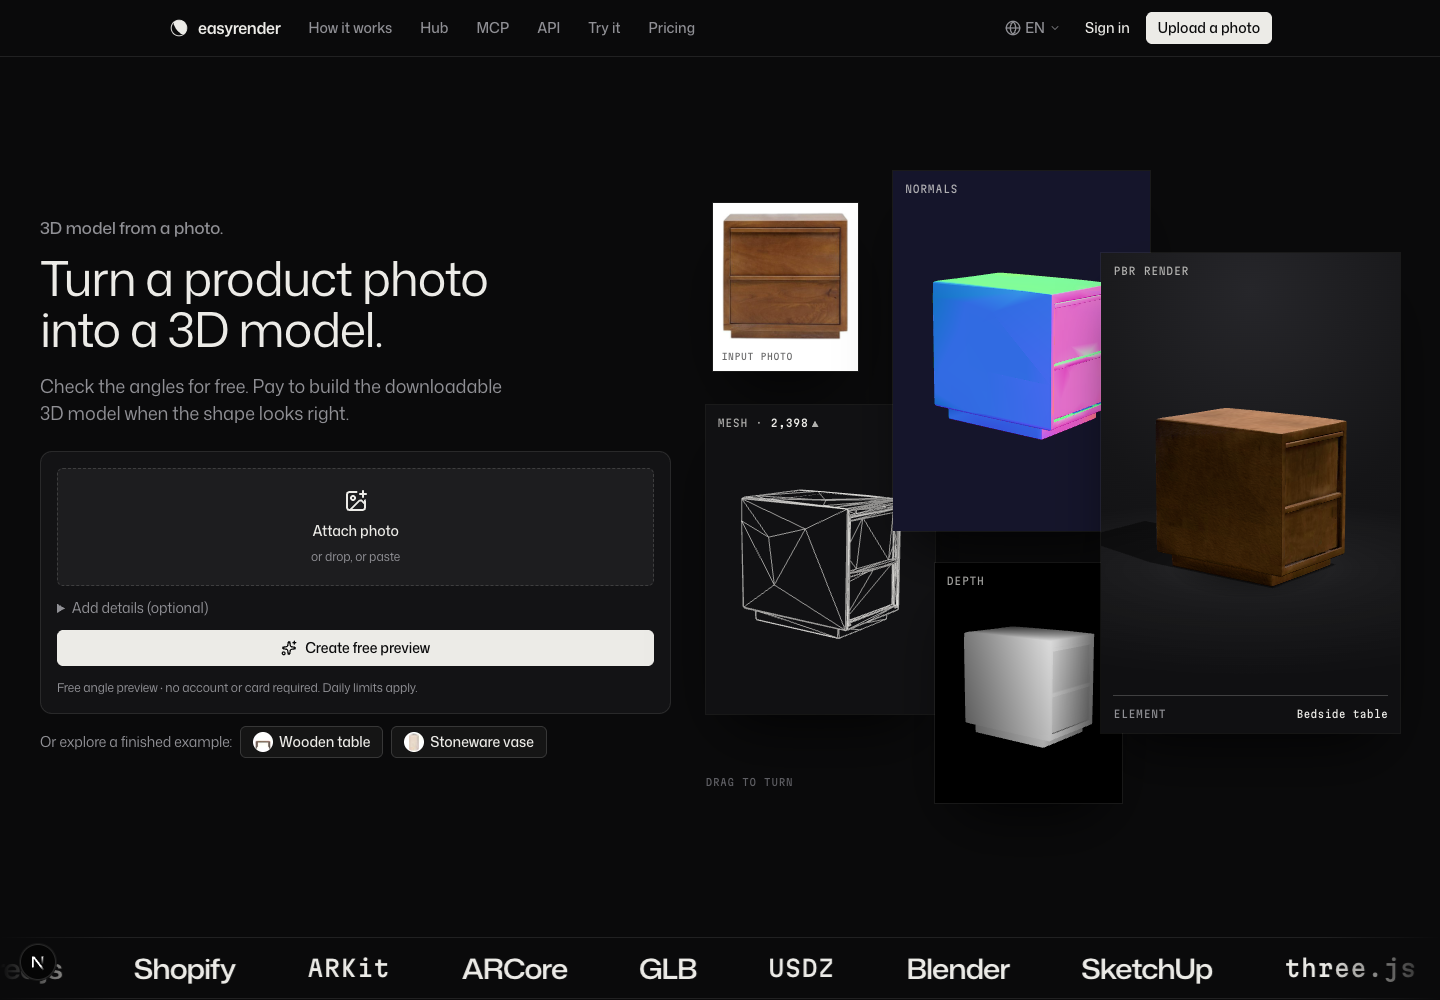 easyrender
How it works
Hub
MCP
API
Try it
Pricing
EN
Sign in
Upload a photo
3D model from a photo.
Turn a product photo
into a 3D model.
Check the angles for free. Pay to build the downloadable
3D model when the shape looks right.
Attach photo
or drop, or paste
Add details (optional)
Create free preview
Free angle preview · no account or card required. Daily limits apply.
Or explore a finished example:
Wooden table
Stoneware vase
INPUT PHOTO
NORMALS
PBR RENDER
MESH · 2,398 ▲
DEPTH
ELEMENT
Bedside table
DRAG TO TURN
N
Shopify
ARKit
ARCore
GLB
USDZ
Blender
SketchUp
three.js